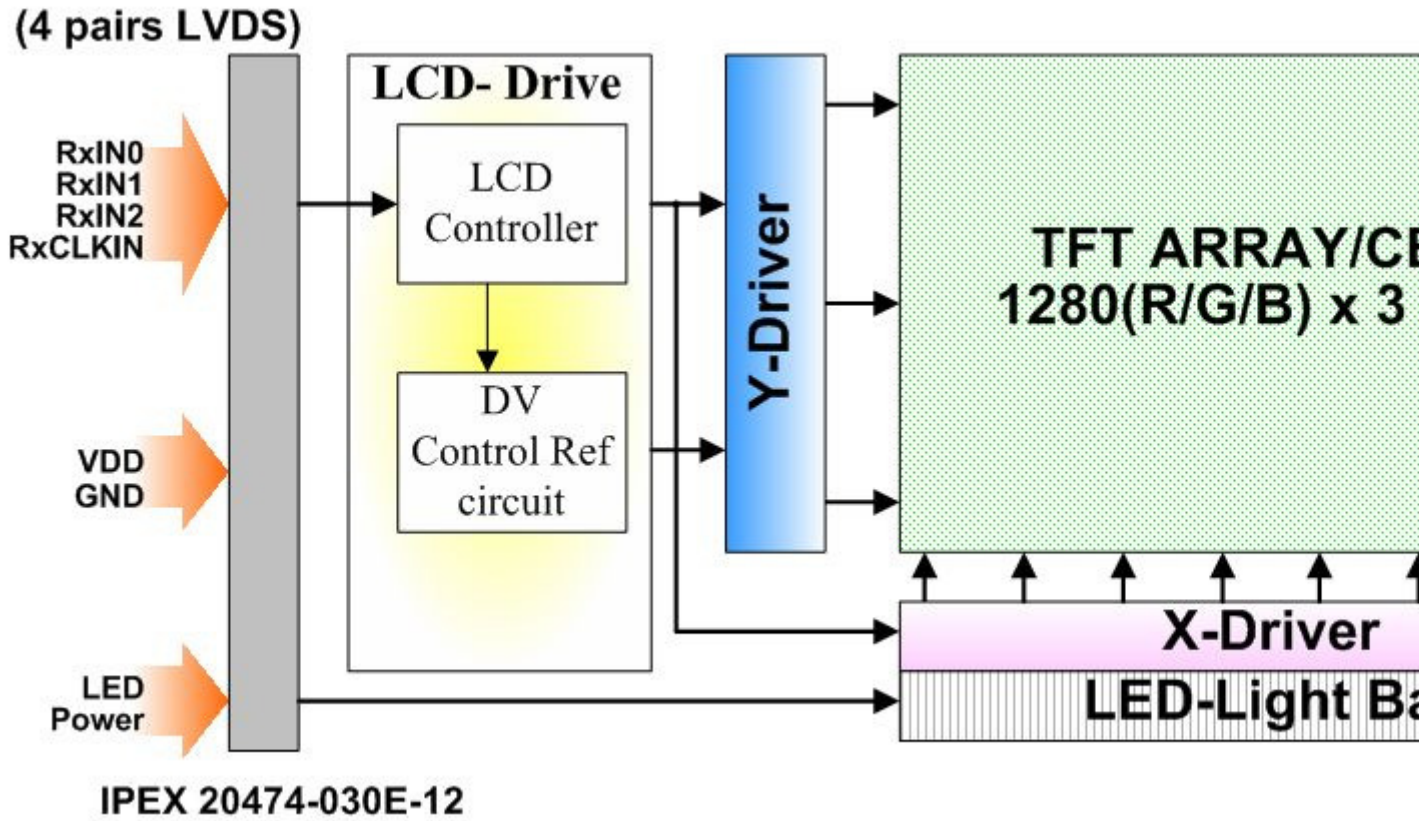 (4 pairs LVDS)
LCD- Drive
RxIN0
RxIN1
RxIN2
RxCLKIN
LCD
Controller
Y-Driver
TFT ARRAY/CE
1280(R/G/B) x 3
DV
Control Ref
circuit
VDD
GND
X-Driver
LED
Power
LED-Light Ba
IPEX 20474-030E-12